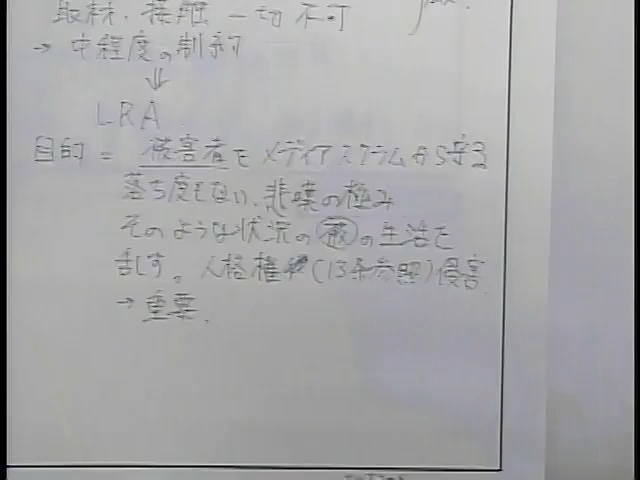 取材・接触 一切不可
→ 中程度の制約
⇓
LRA
目的 = 被害者をメディアスクラムから守る
落ち度もない、悲嘆の極み
そのような状況の被の生活を
乱す。人格権(13条参照)侵害
→ 重要。